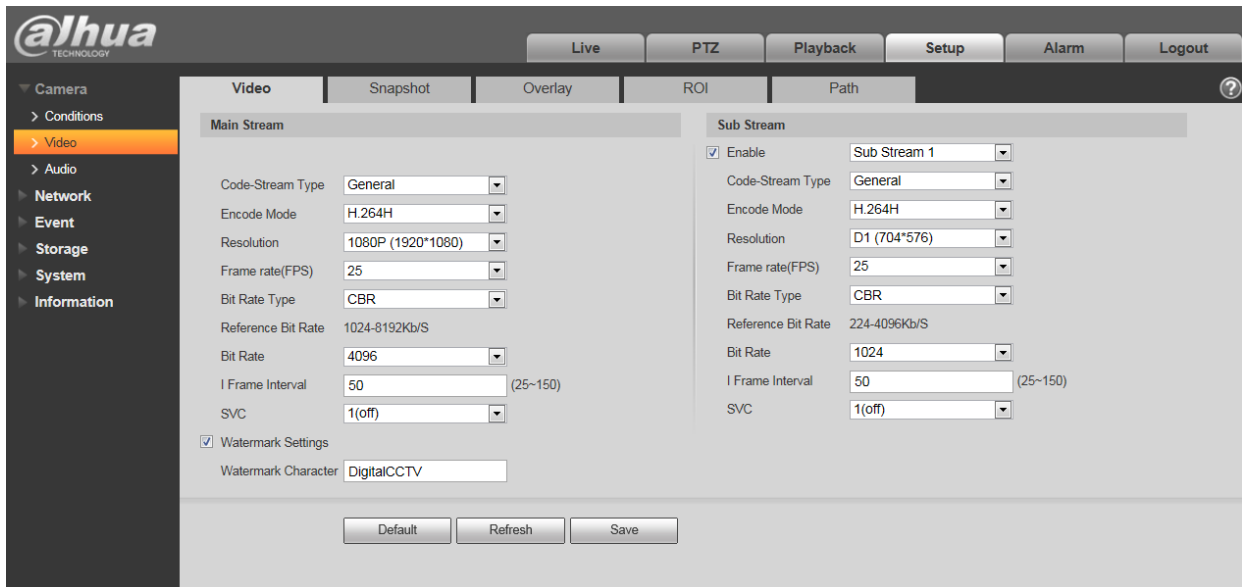 alhua
TECHNOLOGY
Live PTZ Playback Setup Alarm Logout
Camera
Conditions
Video
Audio
Network
Event
Storage
System
Information
Video Snapshot Overlay ROI Path ?
Main Stream
Code-Stream Type General
Encode Mode H.264H
Resolution 1080P (1920*1080)
Frame rate(FPS) 25
Bit Rate Type CBR
Reference Bit Rate 1024-8192Kb/S
Bit Rate 4096
I Frame Interval 50 (25~150)
SVC 1(off)
Watermark Settings
Watermark Character DigitalCCTV
Sub Stream
Enable Sub Stream 1
Code-Stream Type General
Encode Mode H.264H
Resolution D1 (704*576)
Frame rate(FPS) 25
Bit Rate Type CBR
Reference Bit Rate 224-4096Kb/S
Bit Rate 1024
I Frame Interval 50 (25~150)
SVC 1(off)
Default Refresh Save